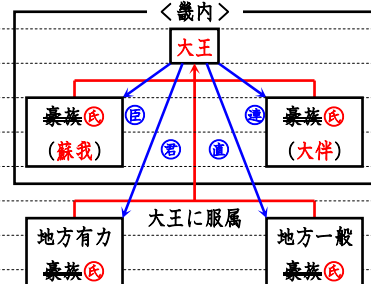 <畿内>
大王
豪族 氏
(蘇我)
臣
連
豪族 氏
(大伴)
君
直
大王に服属
地方有力
豪族 氏
地方一般
豪族 氏